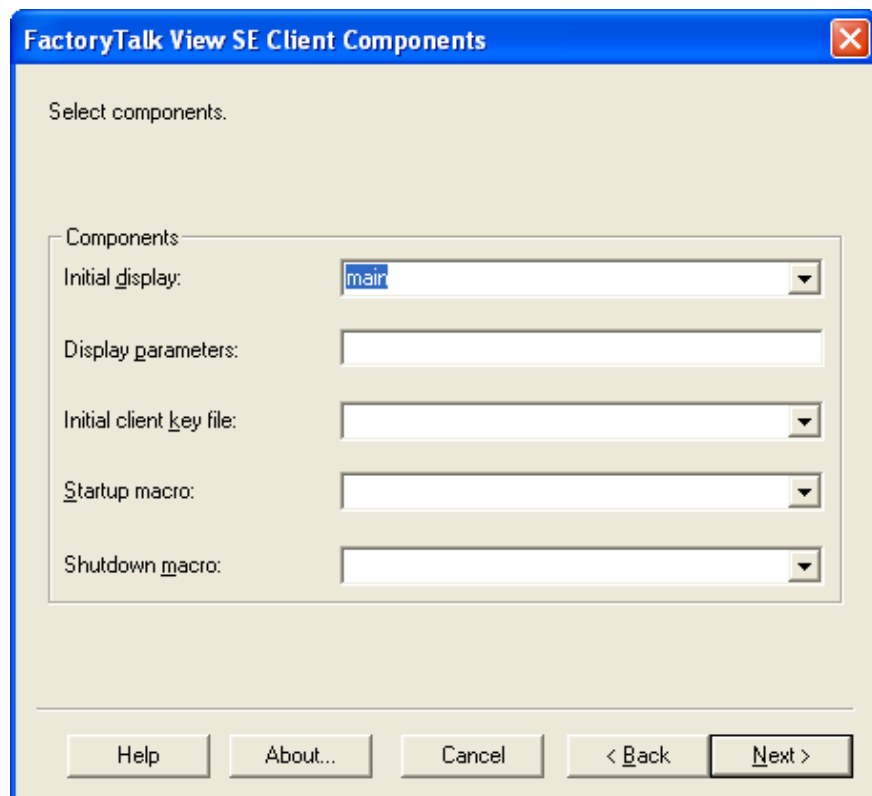 FactoryTalk View SE Client Components
Select components.
Components
Initial display:
main
Display parameters:
Initial client key file:
Startup macro:
Shutdown macro:
Help
About...
Cancel
< Back
Next >